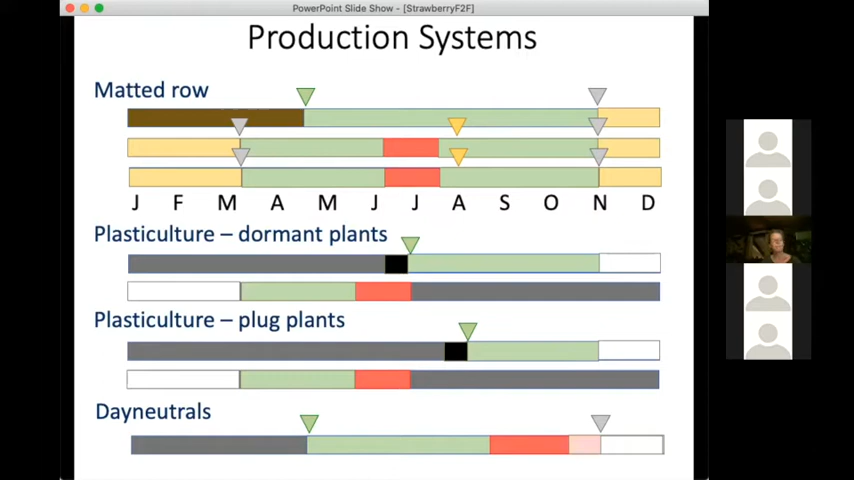 PowerPoint Slide Show - [StrawberryF2F]
Production Systems
Matted row
J F M A M J J A S O N D
Plasticulture – dormant plants
Plasticulture – plug plants
Dayneutrals